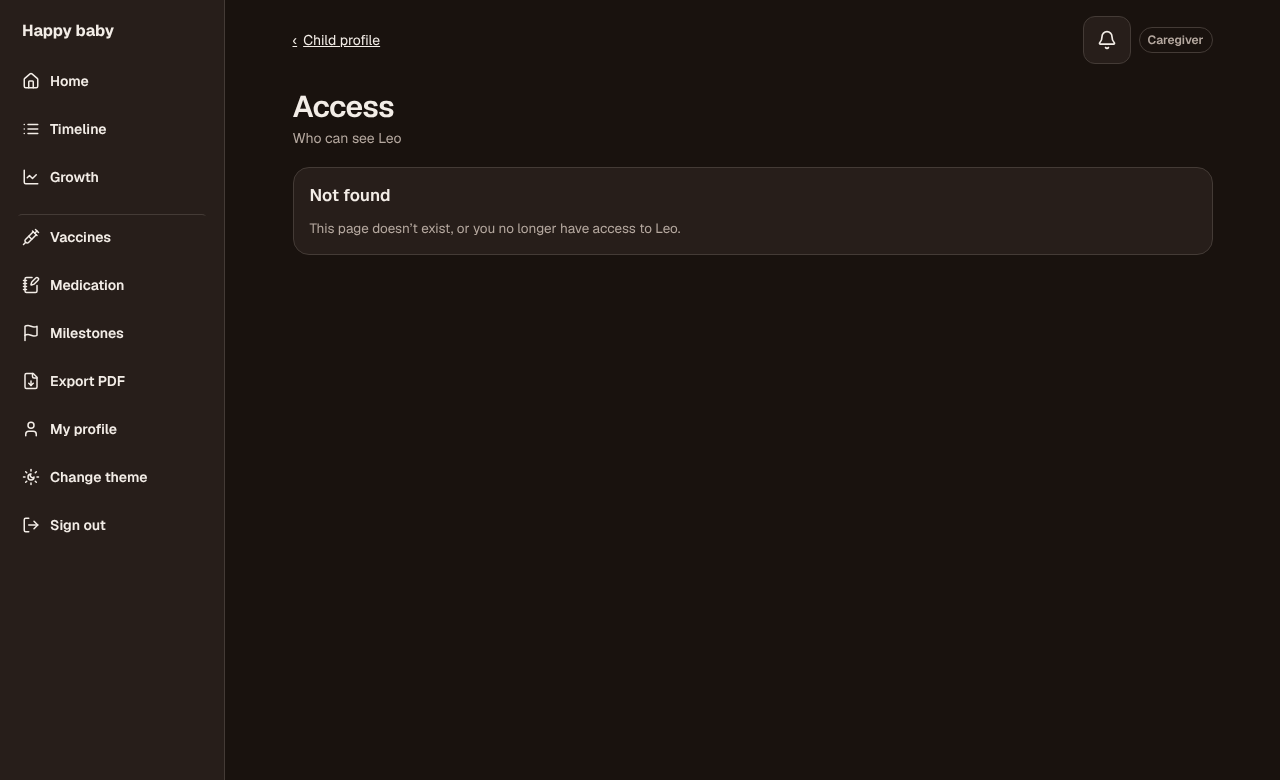 Happy baby
Home
Timeline
Growth
Vaccines
Medication
Milestones
Export PDF
My profile
Change theme
Sign out
‹ Child profile
Caregiver
Access
Who can see Leo
Not found
This page doesn’t exist, or you no longer have access to Leo.